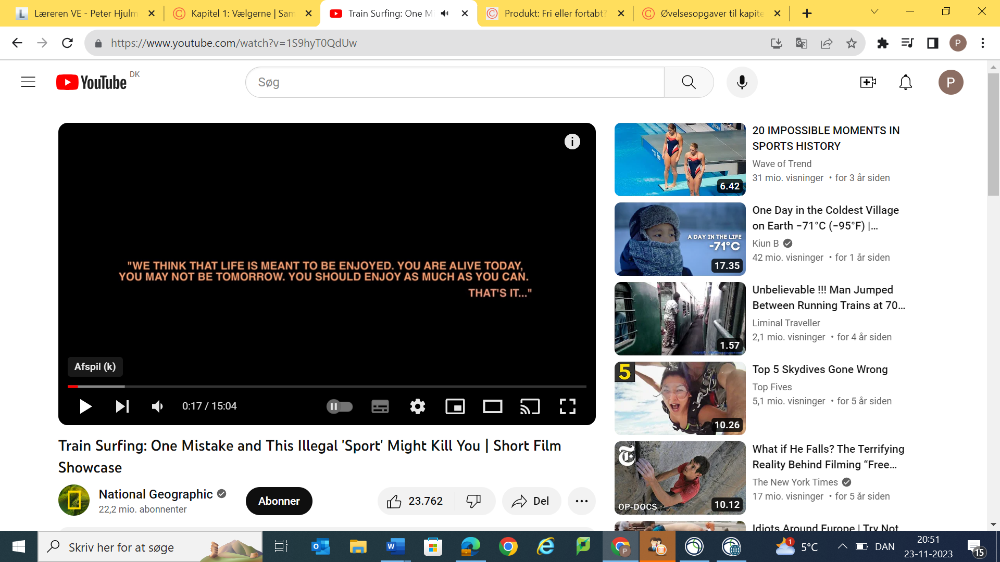 Læreren VE - Peter Hjulm
Kapitel 1: Vælgerne | Sam
Train Surfing: One Mi
Produkt: Fri eller fortabt?
Øvelsesopgaver til kapite
https://www.youtube.com/watch?v=1S9hyT0QdUw
P
YouTube DK
Søg
P
"WE THINK THAT LIFE IS MEANT TO BE ENJOYED. YOU ARE ALIVE TODAY,
YOU MAY NOT BE TOMORROW. YOU SHOULD ENJOY AS MUCH AS YOU CAN.
THAT'S IT..."
Afspil (k)
0:17 / 15:04
Train Surfing: One Mistake and This Illegal 'Sport' Might Kill You | Short Film
Showcase
National Geographic
22,2 mio. abonnenter
Abonner
23.762
Del
6.42
20 IMPOSSIBLE MOMENTS IN
SPORTS HISTORY
Wave of Trend
31 mio. visninger • for 3 år siden
A DAY IN THE LIFE
-71°C
17.35
One Day in the Coldest Village
on Earth −71°C (−95°F) |...
Kiun B
42 mio. visninger • for 1 år siden
1.57
Unbelievable !!! Man Jumped
Between Running Trains at 70...
Liminal Traveller
2,1 mio. visninger • for 4 år siden
5
10.26
Top 5 Skydives Gone Wrong
Top Fives
5,1 mio. visninger • for 5 år siden
T
OP-DOCS
10.12
What if He Falls? The Terrifying
Reality Behind Filming “Free...
The New York Times
17 mio. visninger • for 5 år siden
Idiots Around Europe | Try Not
Skriv her for at søge
1
5°C
DAN
20:51
23-11-2023
15